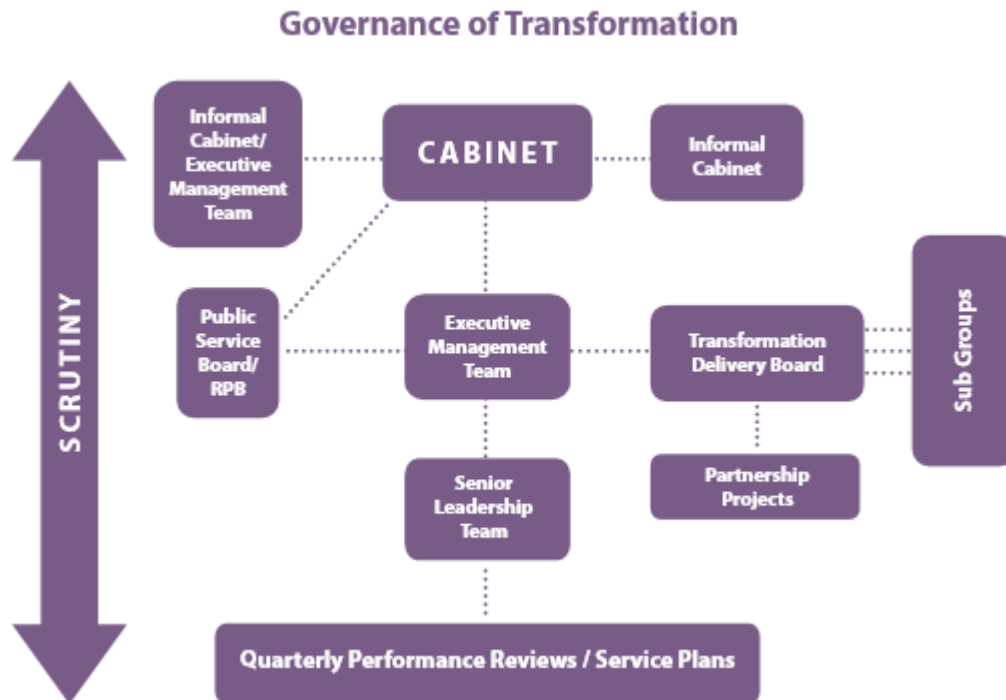 Governance of Transformation
SCRUTINY
Informal
Cabinet/
Executive
Management
Team
CABINET
Informal
Cabinet
Public
Service
Board/
RPB
Executive
Management
Team
Transformation
Delivery Board
Sub Groups
Senior
Leadership
Team
Partnership
Projects
Quarterly Performance Reviews / Service Plans